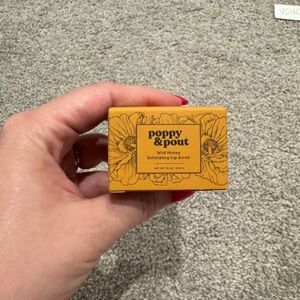 poppy
&pout
Wild Honey
Exfoliating Lip Scrub